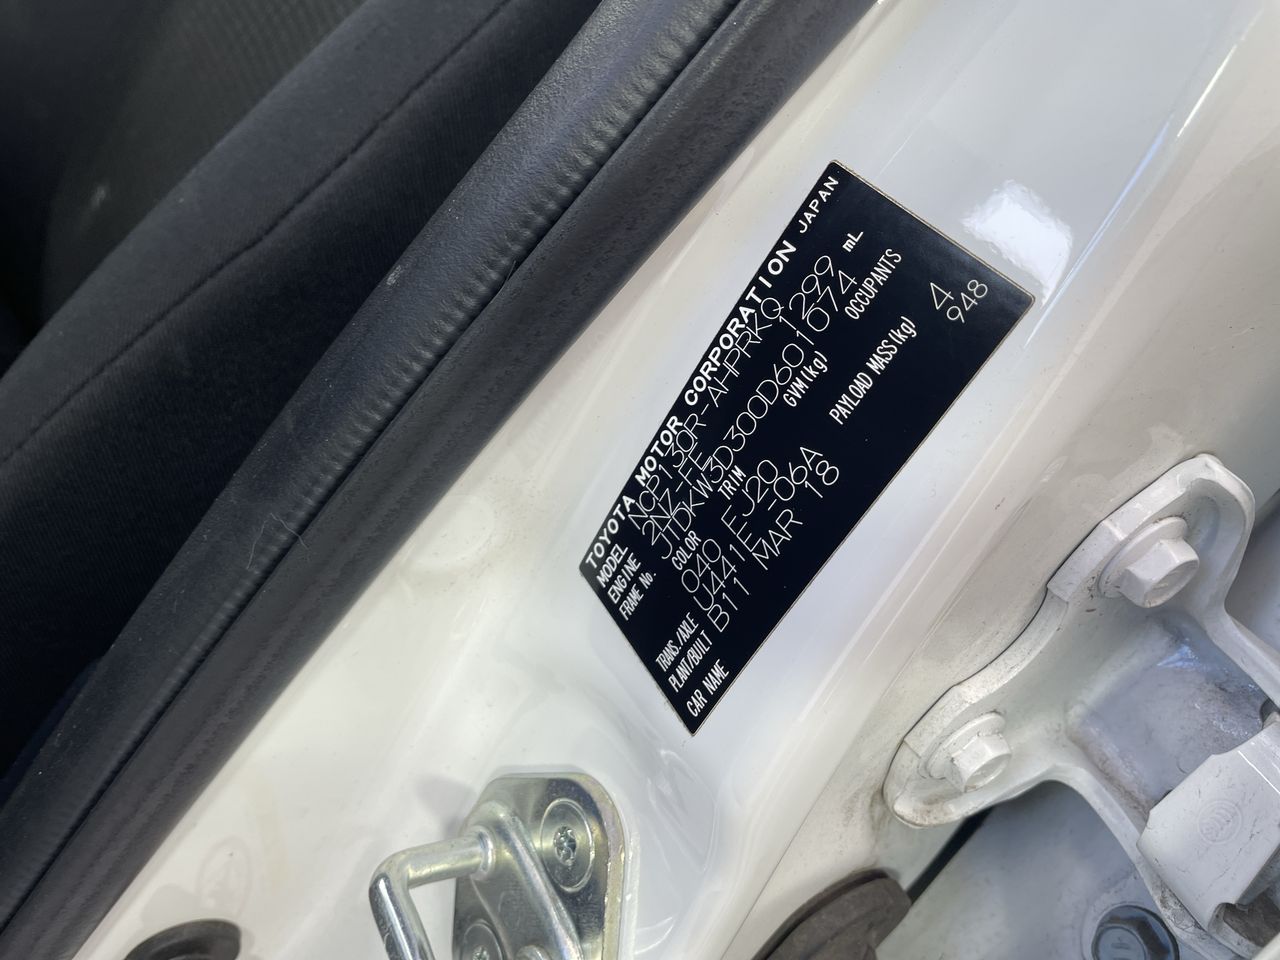 TOYOTA MOTOR CORPORATION JAPAN
MODEL NCP130R-AHPRKQ
ENGINE 2NZ-FE 1299 mL
FRAME No. JTDKW3D300D601074
COLOR TRIM GVM(kg) OCCUPANTS
040 EJ20 4
TRANS./AXLE U441E -06A PAYLOAD MASS(kg) 948
PLANT/BUILT B11 MAR 18
CAR NAME